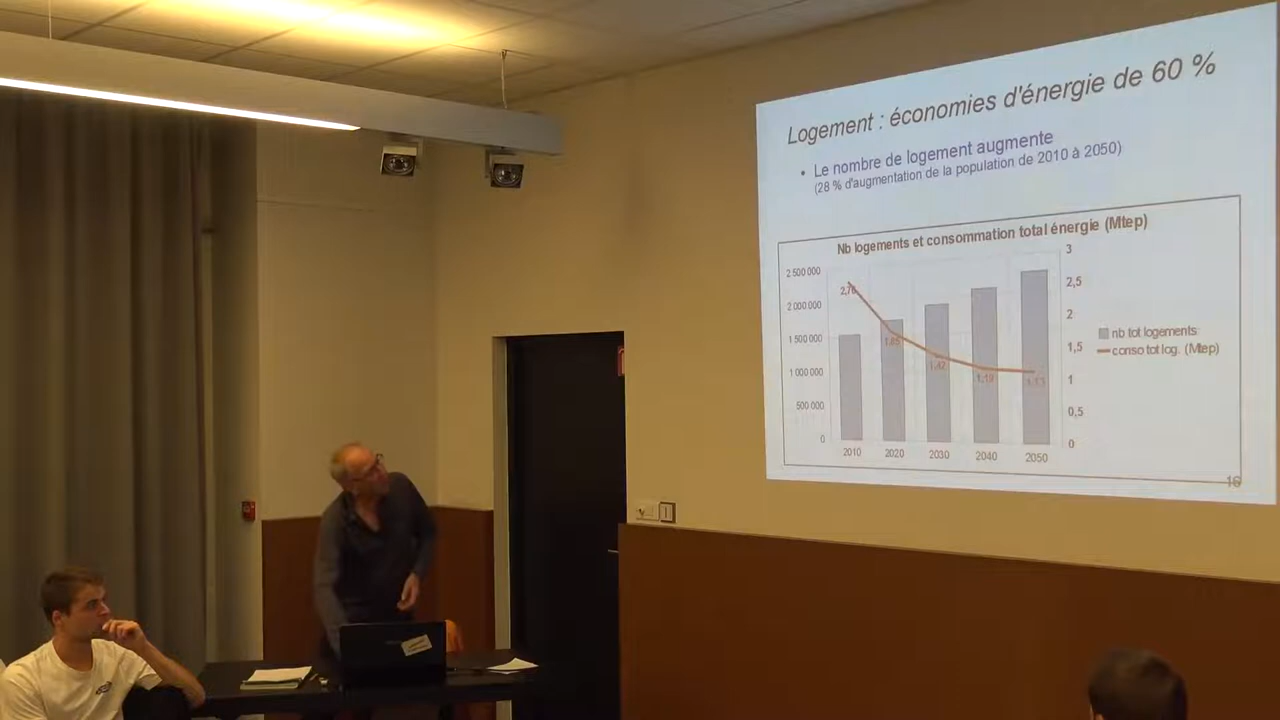 Logement : économies d'énergie de 60 %
• Le nombre de logement augmente
(28 % d'augmentation de la population de 2010 à 2050)
Nb logements et consommation total énergie (Mtep)
2 500 000
2 000 000
1 500 000
1 000 000
500 000
0
3
2,5
2
1,5
1
0,5
0
1,85
1,42
1,19
1,13
2010 2020 2030 2040 2050
nb tot logements
conso tot log. (Mtep)
16